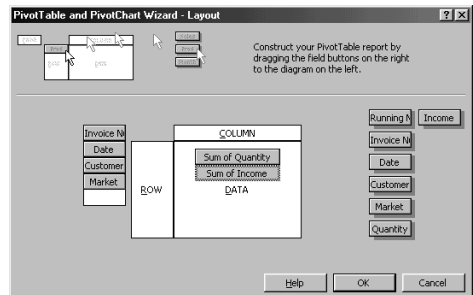 PivotTable and PivotChart Wizard - Layout
Construct your PivotTable report by
dragging the field buttons on the right
to the diagram on the left.
Invoice N
Date
Customer
Market
COLUMN
Sum of Quantity
Sum of Income
ROW
DATA
Running N
Income
Invoice N
Date
Customer
Market
Quantity
Help
OK
Cancel